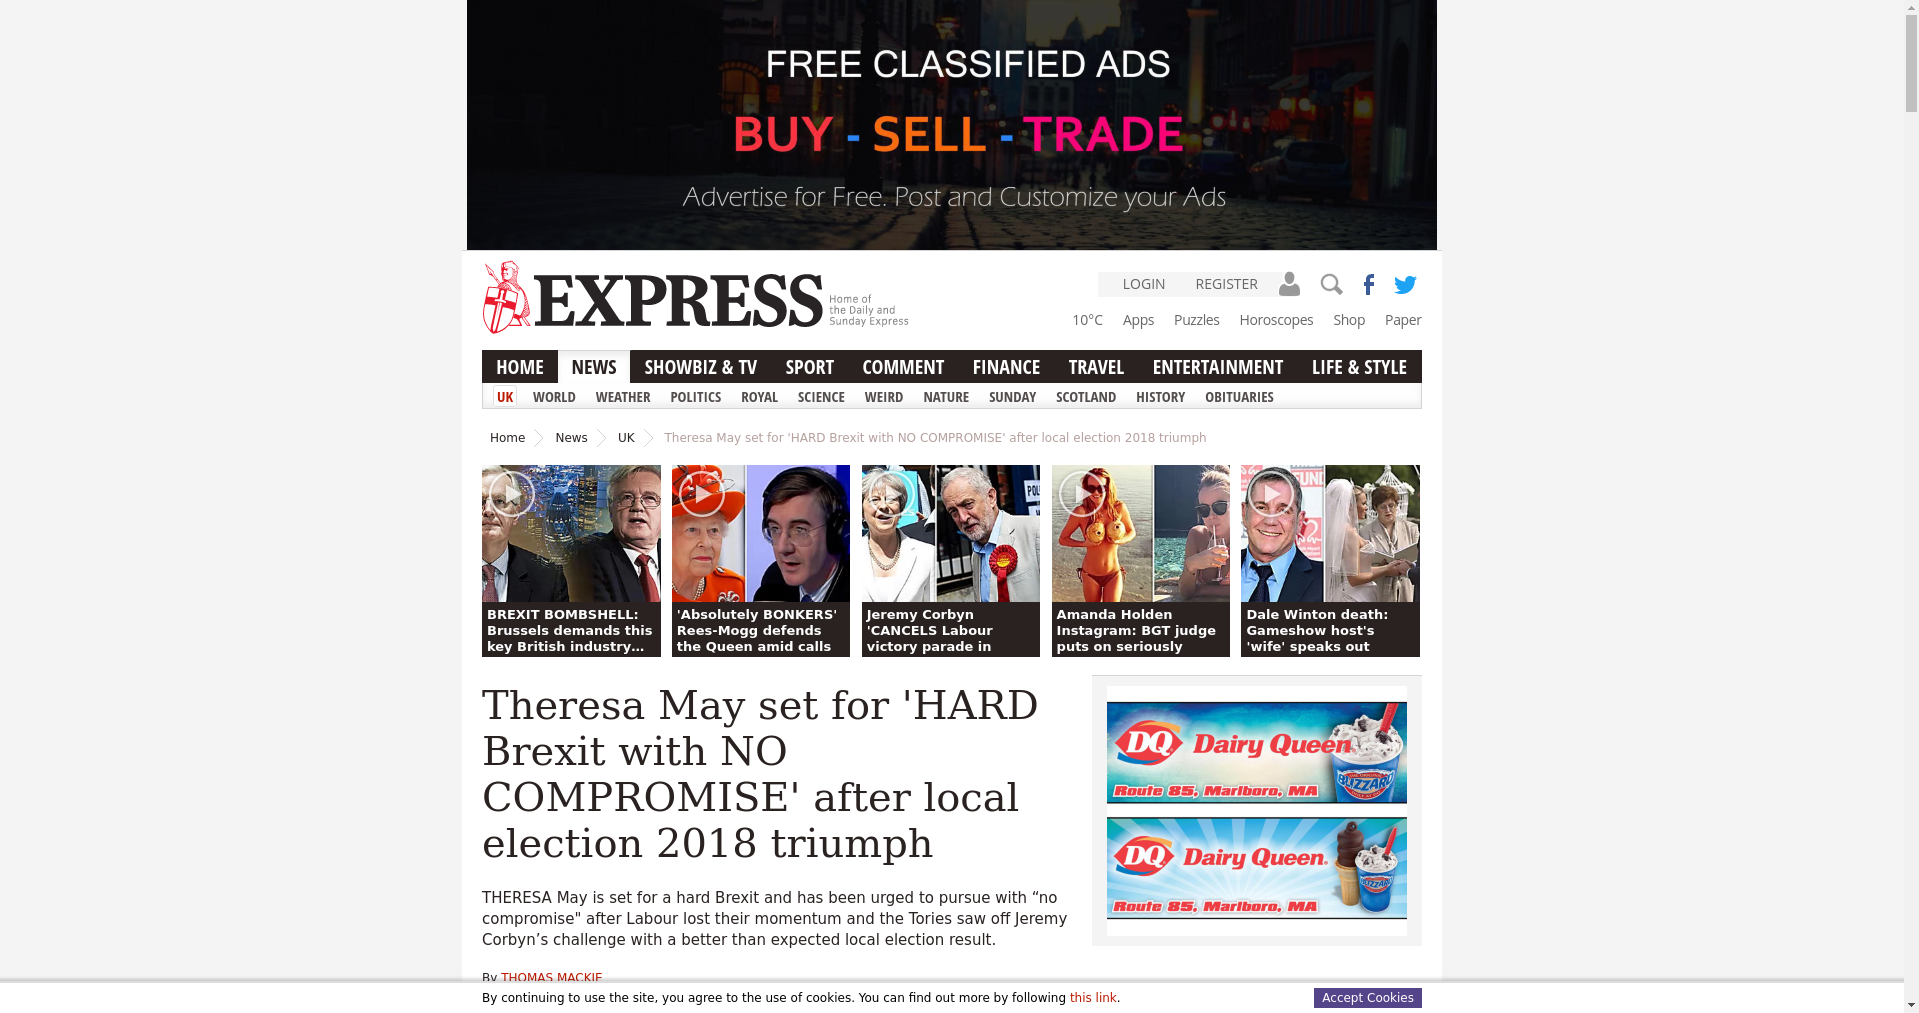 FREE CLASSIFIED ADS
BUY - SELL - TRADE
Advertise for Free. Post and Customize your Ads
EXPRESS
Home of
the Daily and
Sunday Express
LOGIN REGISTER
10°C Apps Puzzles Horoscopes Shop Paper
HOME NEWS SHOWBIZ & TV SPORT COMMENT FINANCE TRAVEL ENTERTAINMENT LIFE & STYLE
UK WORLD WEATHER POLITICS ROYAL SCIENCE WEIRD NATURE SUNDAY SCOTLAND HISTORY OBITUARIES
Home News UK Theresa May set for 'HARD Brexit with NO COMPROMISE' after local election 2018 triumph
BREXIT BOMBSHELL:
Brussels demands this
key British industry...
'Absolutely BONKERS'
Rees-Mogg defends
the Queen amid calls
Jeremy Corbyn
'CANCELS Labour
victory parade in
Amanda Holden
Instagram: BGT judge
puts on seriously
Dale Winton death:
Gameshow host's
'wife' speaks out
Theresa May set for 'HARD
Brexit with NO
COMPROMISE' after local
election 2018 triumph
DQ Dairy Queen
BLIZZARD
Route 85, Marlboro, MA
DQ Dairy Queen.
BLIZZARD
Route 85, Marlboro, MA
THERESA May is set for a hard Brexit and has been urged to pursue with “no
compromise" after Labour lost their momentum and the Tories saw off Jeremy
Corbyn’s challenge with a better than expected local election result.
By THOMAS MACKIE
By continuing to use the site, you agree to the use of cookies. You can find out more by following this link.
Accept Cookies